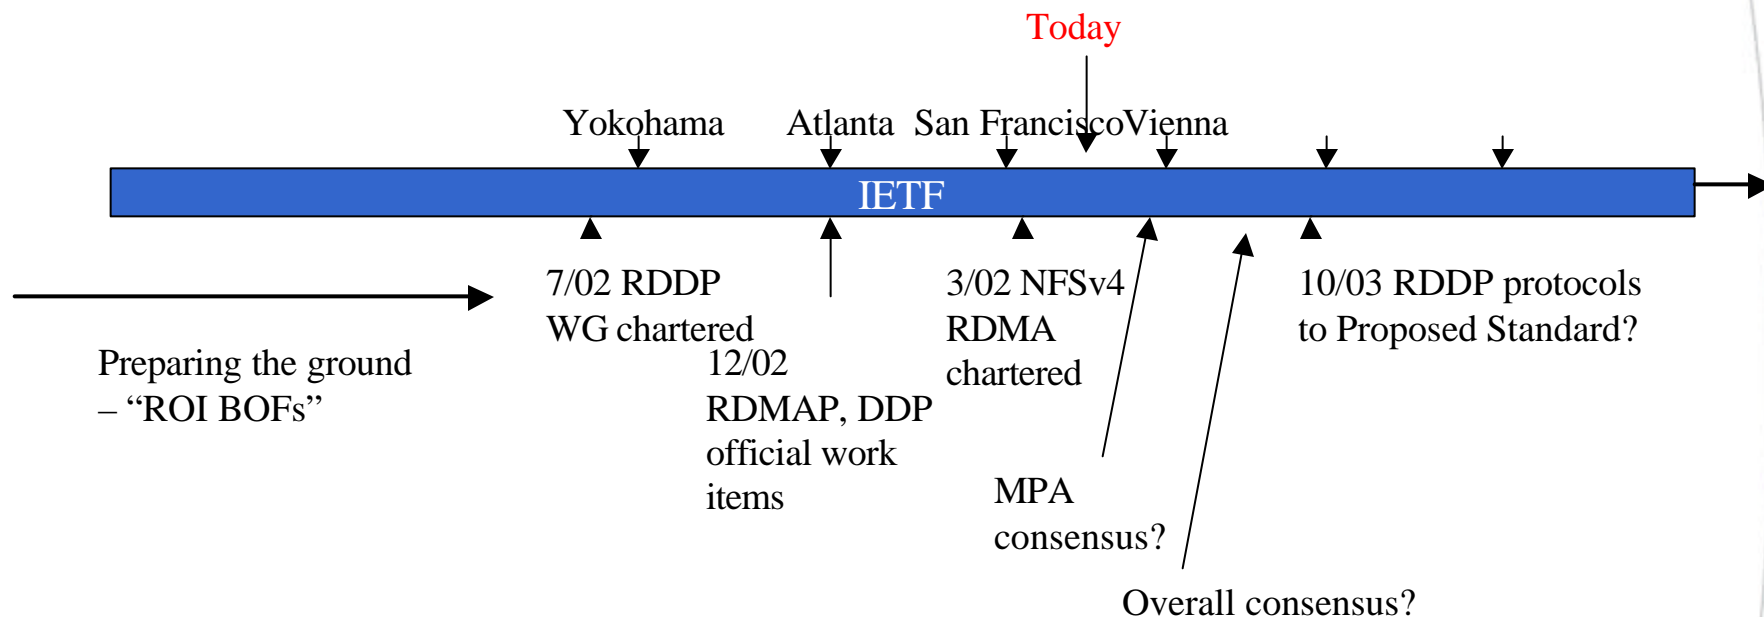 Today
Yokohama
Atlanta
San Francisco
Vienna
IETF
7/02 RDDP
WG chartered
3/02 NFSv4
RDMA
chartered
10/03 RDDP protocols
to Proposed Standard?
Preparing the ground
– “ROI BOFs”
12/02
RDMAP, DDP
official work
items
MPA
consensus?
Overall consensus?